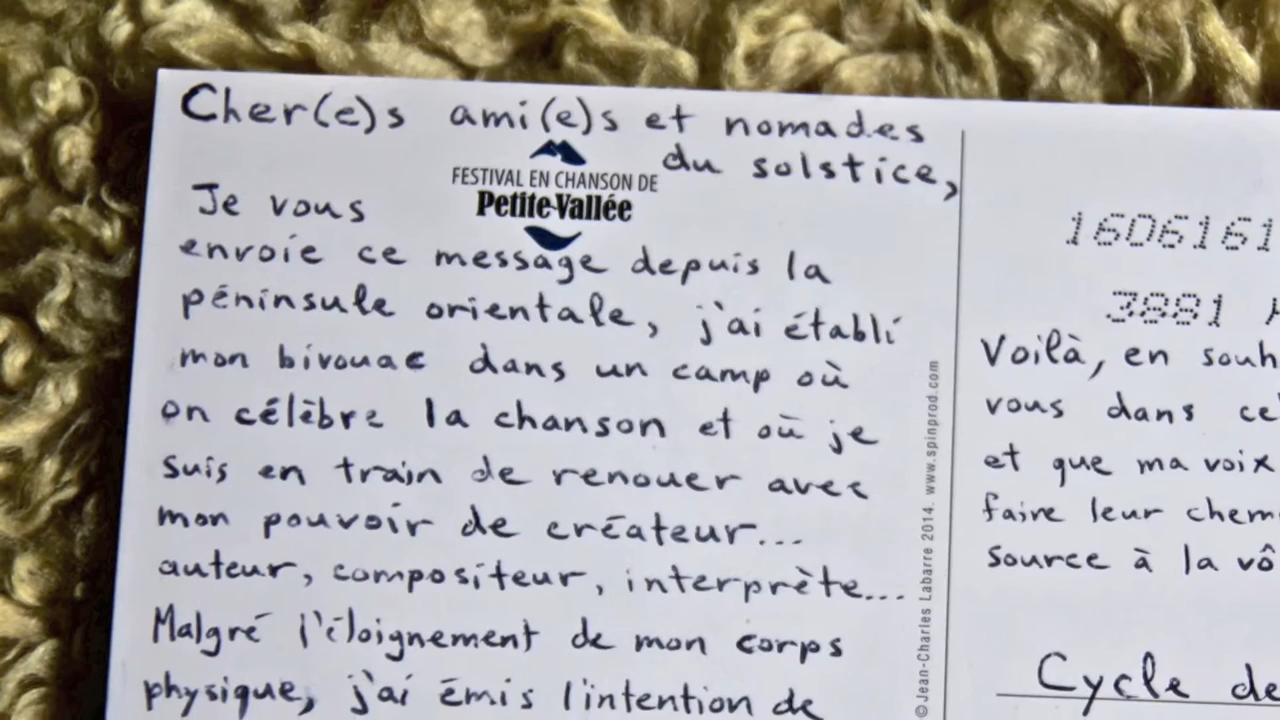 Cher(e)s ami(e)s et nomades
du solstice,
FESTIVAL EN CHANSON DE
Petite-Vallée
Je vous
envoie ce message depuis la
péninsule orientale, j'ai établi
mon bivouac dans un camp où
on célèbre la chanson et où je
suis en train de renouer avec
mon pouvoir de créateur...
auteur, compositeur, interprète...
Malgré l'éloignement de mon corps
physique, j'ai émis l'intention de
©Jean-Charles Labarre 2014. www.spinprod.com
1606161
3881
Voilà, en souh
vous dans ce
et que ma voix
faire leur chem
source à la vô
Cycle de